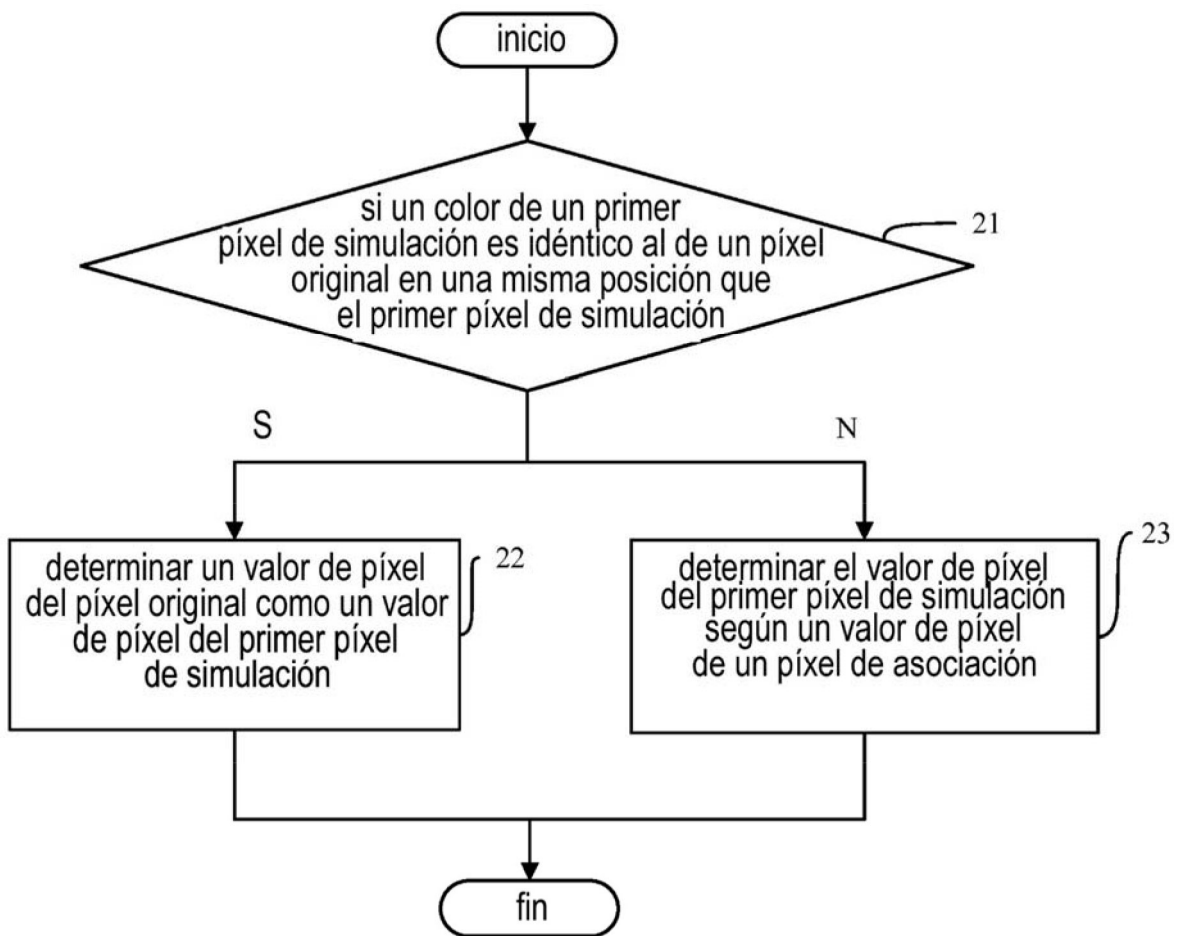 inicio
si un color de un primer
píxel de simulación es idéntico al de un píxel
original en una misma posición que
el primer píxel de simulación
21
S
N
determinar un valor de píxel
del píxel original como un valor
de píxel del primer píxel
de simulación
22
determinar el valor de píxel
del primer píxel de simulación
según un valor de píxel
de un píxel de asociación
23
fin